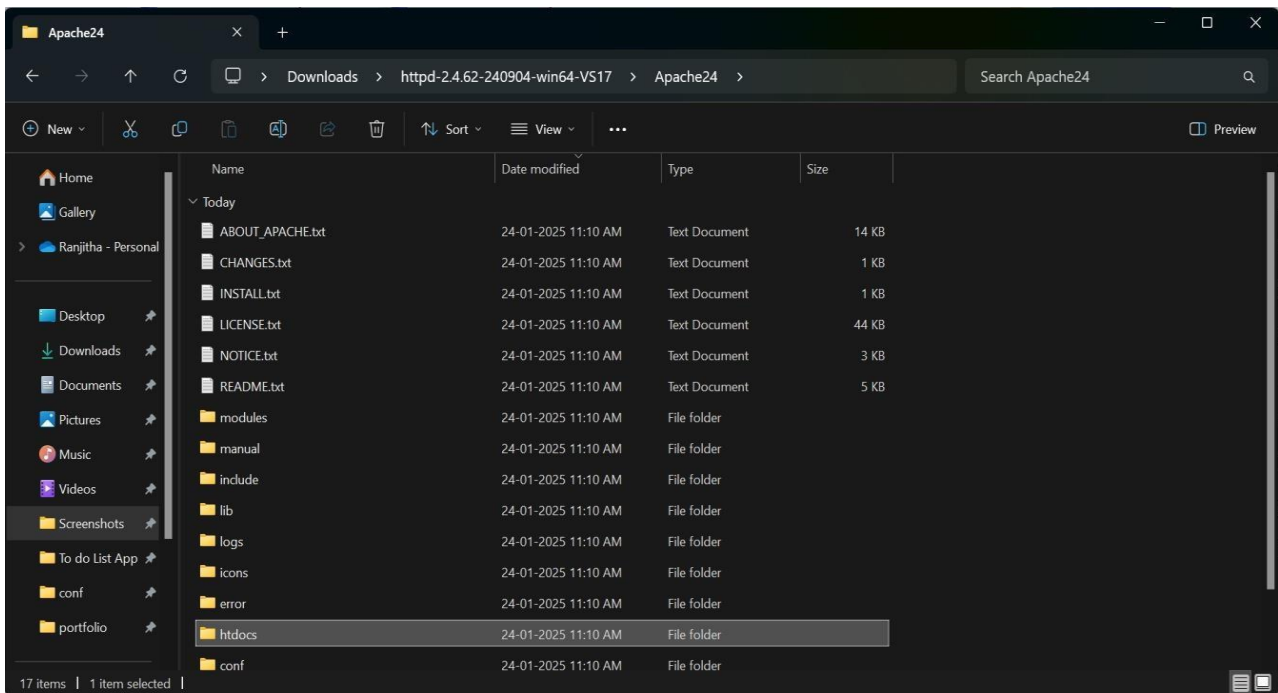 Apache24
Downloads > httpd-2.4.62-240904-win64-VS17 > Apache24 >
Search Apache24
New
Sort
View
Preview
Name Date modified Type Size
Home
Gallery
Ranjitha - Personal
Desktop
Downloads
Documents
Pictures
Music
Videos
Screenshots
To do List App
conf
portfolio
Today
ABOUT_APACHE.txt 24-01-2025 11:10 AM Text Document 14 KB
CHANGES.txt 24-01-2025 11:10 AM Text Document 1 KB
INSTALL.txt 24-01-2025 11:10 AM Text Document 1 KB
LICENSE.txt 24-01-2025 11:10 AM Text Document 44 KB
NOTICE.txt 24-01-2025 11:10 AM Text Document 3 KB
README.txt 24-01-2025 11:10 AM Text Document 5 KB
modules 24-01-2025 11:10 AM File folder
manual 24-01-2025 11:10 AM File folder
include 24-01-2025 11:10 AM File folder
lib 24-01-2025 11:10 AM File folder
logs 24-01-2025 11:10 AM File folder
icons 24-01-2025 11:10 AM File folder
error 24-01-2025 11:10 AM File folder
htdocs 24-01-2025 11:10 AM File folder
conf 24-01-2025 11:10 AM File folder
17 items | 1 item selected |